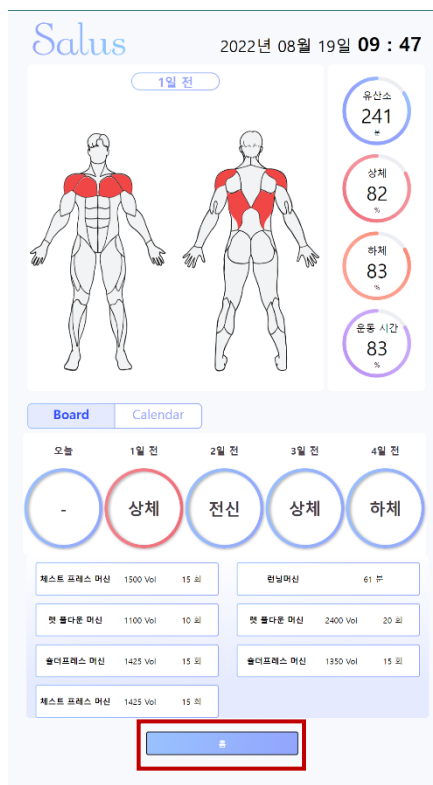 Salus
2022년 08월 19일 09 : 47
1일 전
유산소
241
분
상체
82
%
하체
83
%
운동 시간
83
%
Board Calendar
오늘 1일 전 2일 전 3일 전 4일 전
- 상체 전신 상체 하체
체스트 프레스 머신 1500 Vol 15 회 런닝머신 61 분
렛 풀다운 머신 1100 Vol 10 회 렛 풀다운 머신 2400 Vol 20 회
숄더프레스 머신 1425 Vol 15 회 숄더프레스 머신 1350 Vol 15 회
체스트 프레스 머신 1425 Vol 15 회
홈